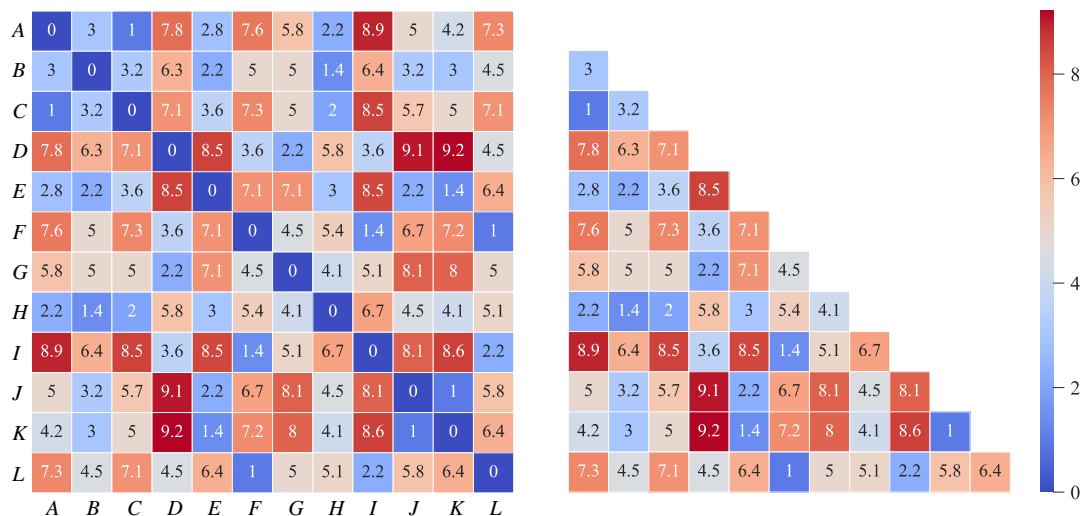 A 0 3 1 7.8 2.8 7.6 5.8 2.2 8.9 5 4.2 7.3
B 3 0 3.2 6.3 2.2 5 5 1.4 6.4 3.2 3 4.5 3
C 1 3.2 0 7.1 3.6 7.3 5 2 8.5 5.7 5 7.1 1 3.2
8
D 7.8 6.3 7.1 0 8.5 3.6 2.2 5.8 3.6 9.1 9.2 4.5 7.8 6.3 7.1
E 2.8 2.2 3.6 8.5 0 7.1 7.1 3 8.5 2.2 1.4 6.4 2.8 2.2 3.6 8.5
6
F 7.6 5 7.3 3.6 7.1 0 4.5 5.4 1.4 6.7 7.2 1 7.6 5 7.3 3.6 7.1
G 5.8 5 5 2.2 7.1 4.5 0 4.1 5.1 8.1 8 5 5.8 5 5 2.2 7.1 4.5
4
H 2.2 1.4 2 5.8 3 5.4 4.1 0 6.7 4.5 4.1 5.1 2.2 1.4 2 5.8 3 5.4 4.1
I 8.9 6.4 8.5 3.6 8.5 1.4 5.1 6.7 0 8.1 8.6 2.2 8.9 6.4 8.5 3.6 8.5 1.4 5.1 6.7
J 5 3.2 5.7 9.1 2.2 6.7 8.1 4.5 8.1 0 1 5.8 5 3.2 5.7 9.1 2.2 6.7 8.1 4.5 8.1
2
K 4.2 3 5 9.2 1.4 7.2 8 4.1 8.6 1 0 6.4 4.2 3 5 9.2 1.4 7.2 8 4.1 8.6 1
L 7.3 4.5 7.1 4.5 6.4 1 5 5.1 2.2 5.8 6.4 0 7.3 4.5 7.1 4.5 6.4 1 5 5.1 2.2 5.8 6.4
0
A B C D E F G H I J K L